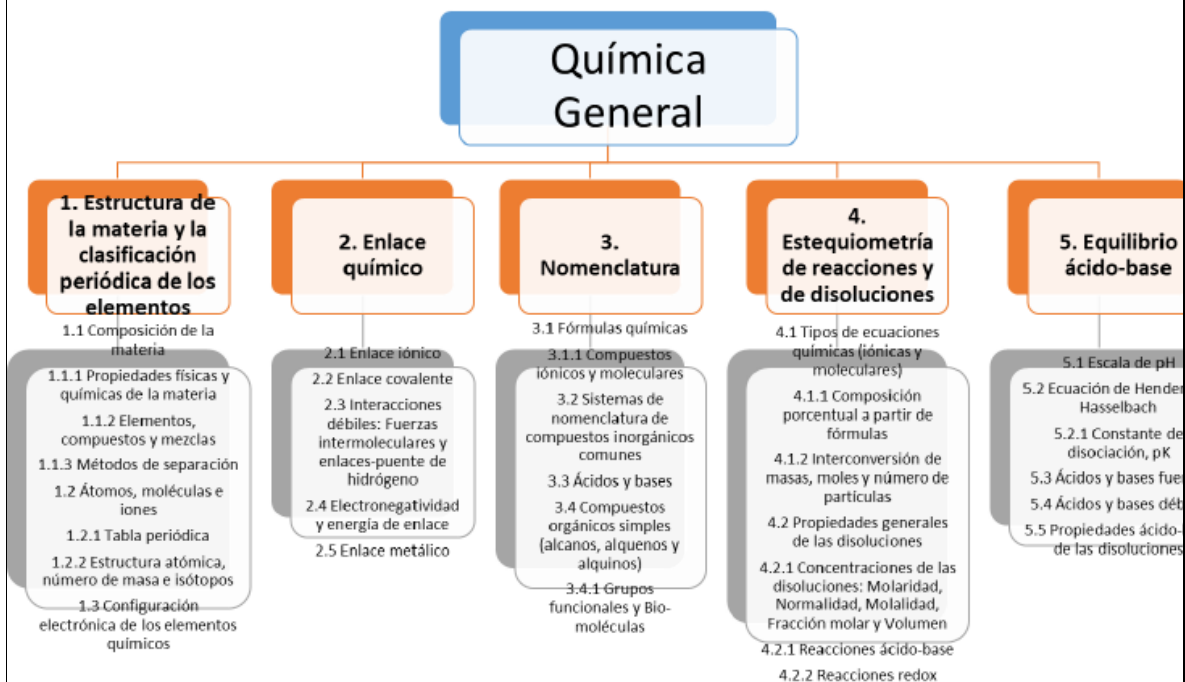 Química
General
1. Estructura de
la materia y la
clasificación
periódica de los
elementos
1.1 Composición de la
materia
1.1.1 Propiedades físicas y
químicas de la materia
1.1.2 Elementos,
compuestos y mezclas
1.1.3 Métodos de separación
1.2 Átomos, moléculas e
iones
1.2.1 Tabla periódica
1.2.2 Estructura atómica,
número de masa e isótopos
1.3 Configuración
electrónica de los elementos
químicos
2. Enlace
químico
2.1 Enlace iónico
2.2 Enlace covalente
2.3 Interacciones
débiles: Fuerzas
intermoleculares y
enlaces-puente de
hidrógeno
2.4 Electronegatividad
y energía de enlace
2.5 Enlace metálico
3.
Nomenclatura
3.1 Fórmulas químicas
3.1.1 Compuestos
iónicos y moleculares
3.2 Sistemas de
nomenclatura de
compuestos inorgánicos
comunes
3.3 Ácidos y bases
3.4 Compuestos
orgánicos simples
(alcanos, alquenos y
alquinos)
3.4.1 Grupos
funcionales y Bio-
moléculas
4.
Estequiometría
de reacciones y
de disoluciones
4.1 Tipos de ecuaciones
químicas (iónicas y
moleculares)
4.1.1 Composición
porcentual a partir de
fórmulas
4.1.2 Interconversión de
masas, moles y número de
partículas
4.2 Propiedades generales
de las disoluciones
4.2.1 Concentraciones de las
disoluciones: Molaridad,
Normalidad, Molalidad,
Fracción molar y Volumen
4.2.1 Reacciones ácido-base
4.2.2 Reacciones redox
5. Equilibrio
ácido-base
5.1 Escala de pH
5.2 Ecuación de Hender
Hasselbach
5.2.1 Constante de
disociación, pK
5.3 Ácidos y bases fue
5.4 Ácidos y bases déb
5.5 Propiedades ácido-
de las disoluciones